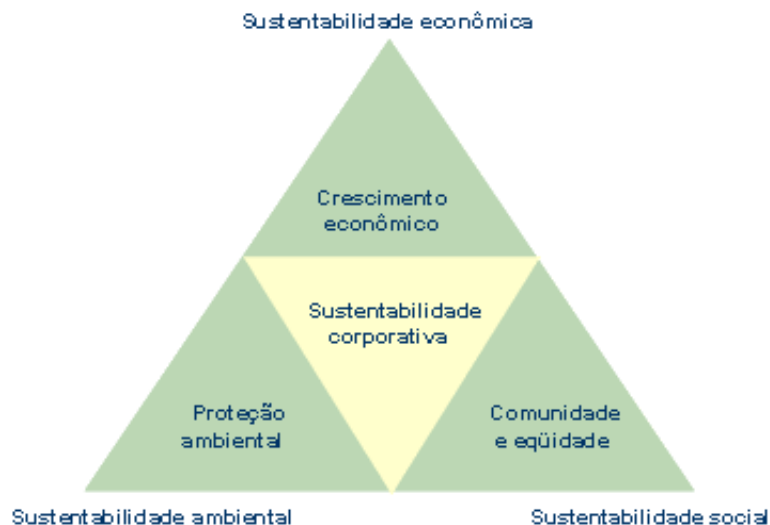 Sustentabilidade econômica
Crescimento
econômico
Sustentabilidade
corporativa
Proteção
ambiental
Comunidade
e eqüidade
Sustentabilidade ambiental
Sustentabilidade social